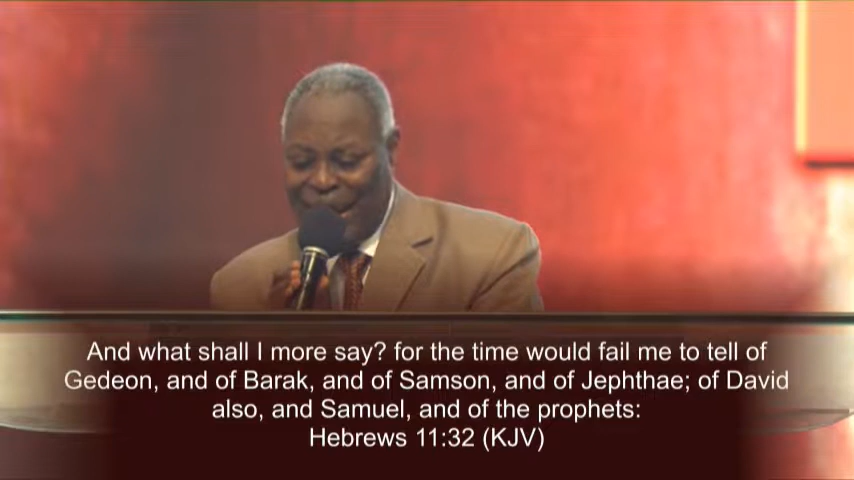 And what shall I more say? for the time would fail me to tell of
Gedeon, and of Barak, and of Samson, and of Jephthae; of David
also, and Samuel, and of the prophets:
Hebrews 11:32 (KJV)